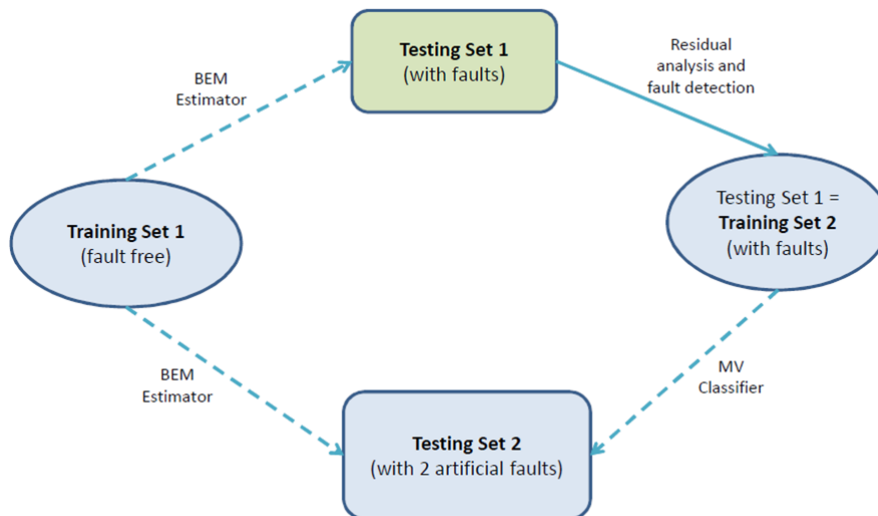 Testing Set 1
(with faults)
BEM
Estimator
Residual
analysis and
fault detection
Training Set 1
(fault free)
Testing Set 1 =
Training Set 2
(with faults)
BEM
Estimator
MV
Classifier
Testing Set 2
(with 2 artificial faults)